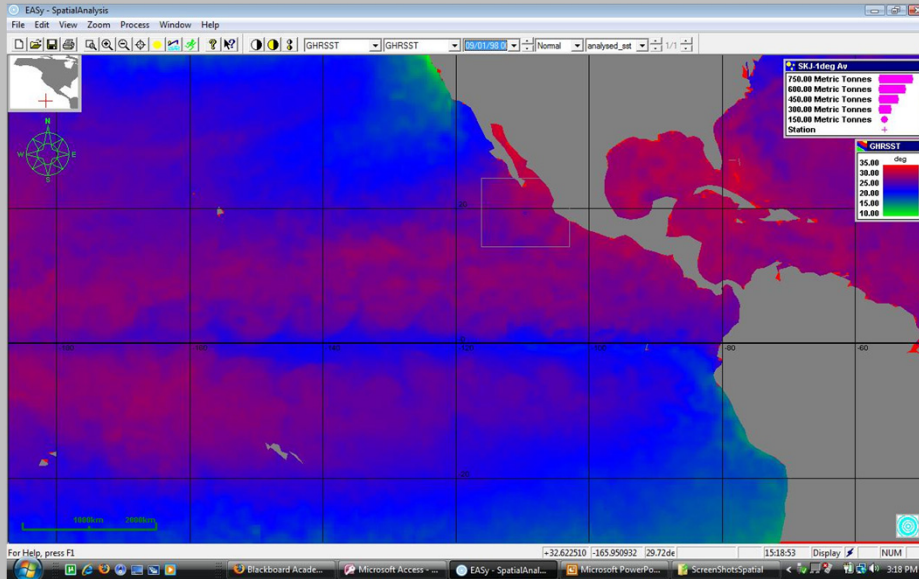 EASy - SpatialAnalysis
File Edit View Zoom Process Window Help
GHRSST GHRSST 09/01/98 0( Normal analysed_sst 1/1
SKJ-1deg Av
750.00 Metric Tonnes
600.00 Metric Tonnes
450.00 Metric Tonnes
300.00 Metric Tonnes
150.00 Metric Tonnes
Station
N
W E
S
GHRSST
deg
35.00
30.00
25.00
20.00
15.00
10.00
20
-180 -160 -140 -120 -0 -100 -80 -60
-20
1000km 2000km
For Help, press F1 +32.622510 -165.950932 29.72de 15:18:53 Display NUM
Blackboard Acade... Microsoft Access - ... EASy - SpatialAnal... Microsoft PowerPo... ScreenShotsSpatial 3:18 PM